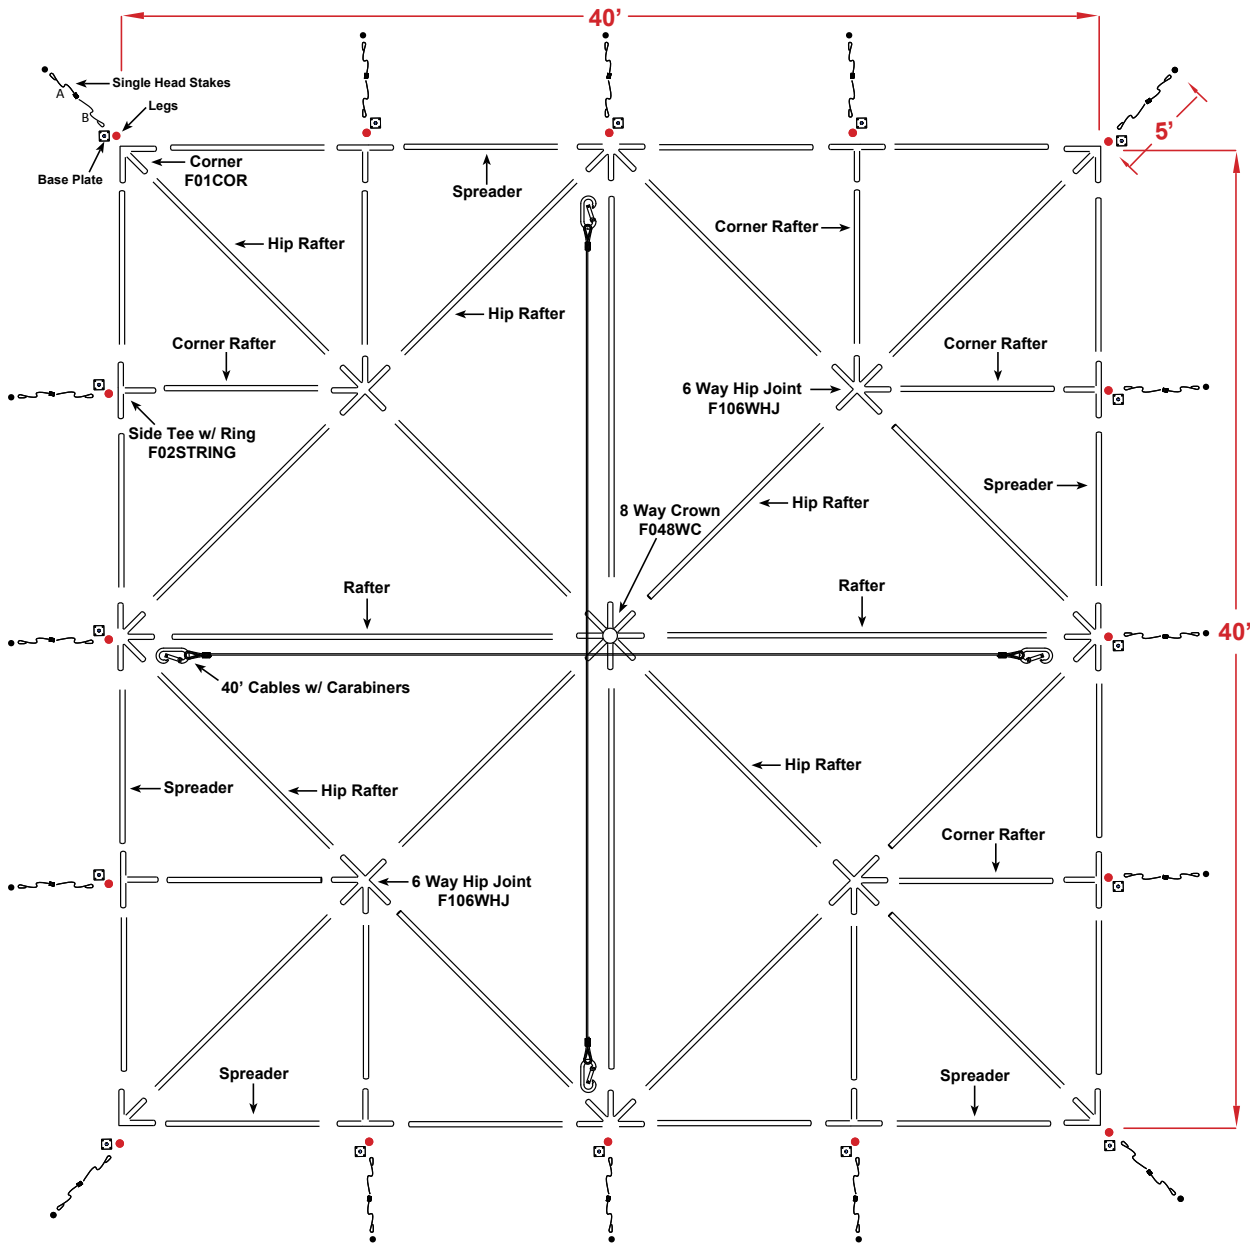 40’
Single Head Stakes
A
B
Legs
5’
Base Plate
Corner
F01COR
Spreader
Corner Rafter
Hip Rafter
Hip Rafter
Corner Rafter
Corner Rafter
6 Way Hip Joint
F106WHJ
Side Tee w/ Ring
F02STRING
Spreader
Hip Rafter
8 Way Crown
F048WC
Rafter
Rafter
40’
40’ Cables w/ Carabiners
Hip Rafter
Spreader
Hip Rafter
Corner Rafter
6 Way Hip Joint
F106WHJ
Spreader
Spreader